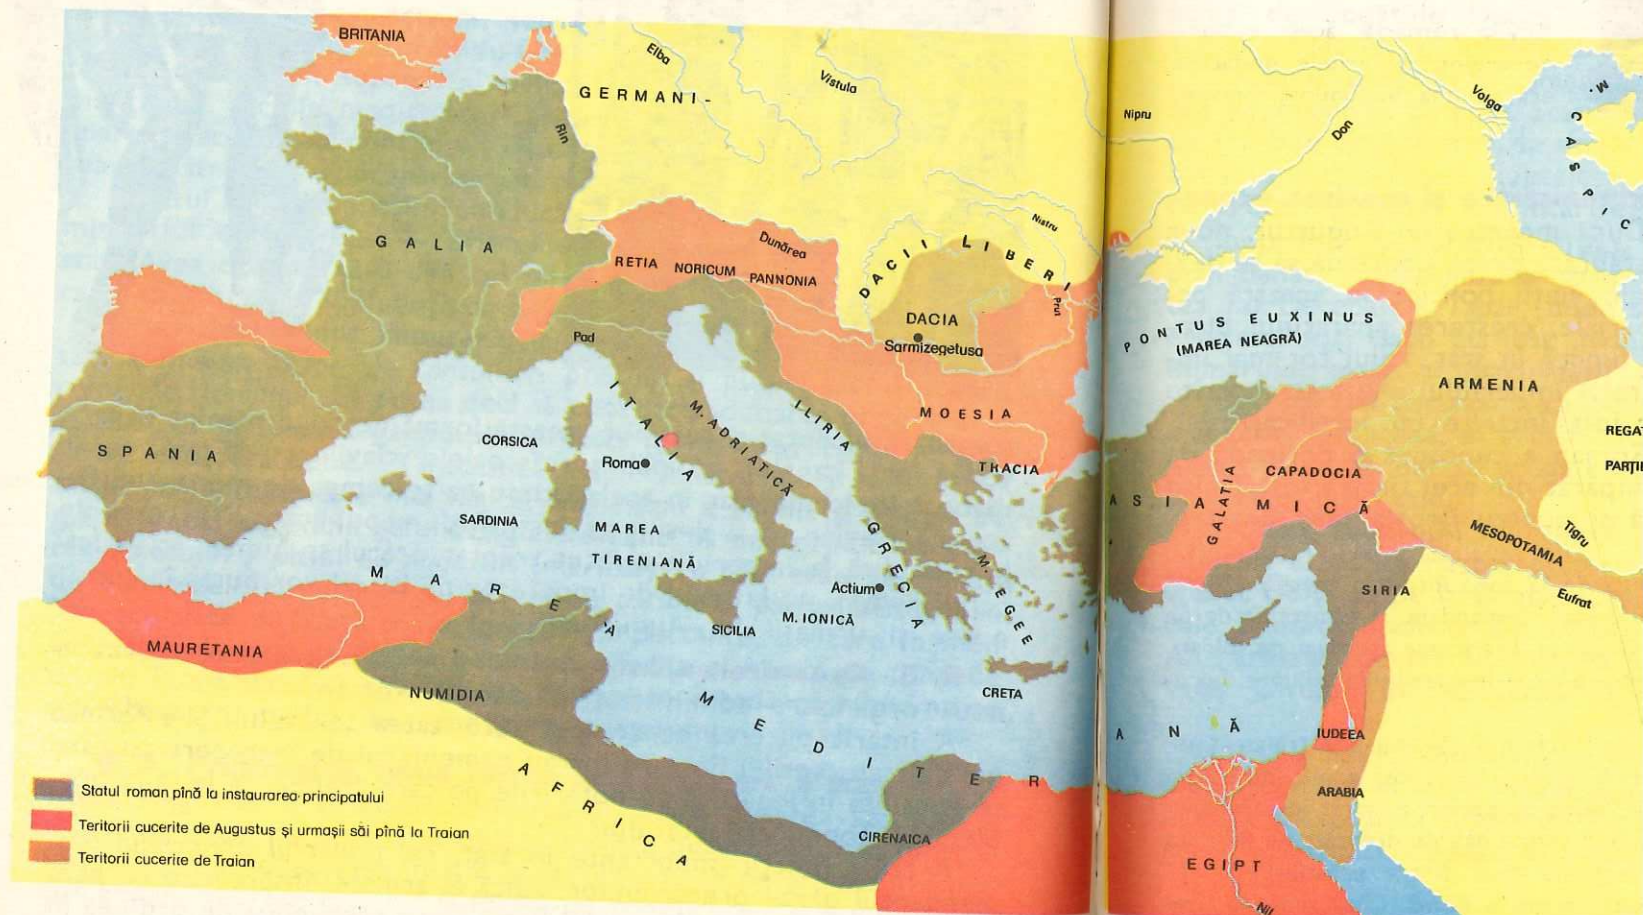 BRITANIA
Elba
Vistula
GERMANI-
Rin
Nipru
Don
Volga
M. CASPIC
GALIA
Dunărea
RETIA
NORICUM
PANNONIA
DACII LIBERI
Nistru
Prut
DACIA
Sarmizegetusa
PONTUS EUXINUS
(MAREA NEAGRĂ)
ARMENIA
Pad
ITALIA
M. ADRIATICĂ
ILIRIA
MOESIA
TRACIA
CORSICA
Roma
SPANIA
SARDINIA
MAREA
TIRENIANĂ
GRECIA
M. EGEE
ASIA MICĂ
GALATIA
CAPADOCIA
REGAT
PARȚI
MESOPOTAMIA
Tigru
Eufrat
SIRIA
Actium
M. IONICĂ
SICILIA
CRETA
MAREA MEDITER
ANĂ
MAURETANIA
NUMIDIA
AFRICA
CIRENAICA
IUDEEA
ARABIA
EGIPT
Nil
Statul roman pînă la instaurarea principatului
Teritorii cucerite de Augustus și urmașii săi pînă la Traian
Teritorii cucerite de Traian